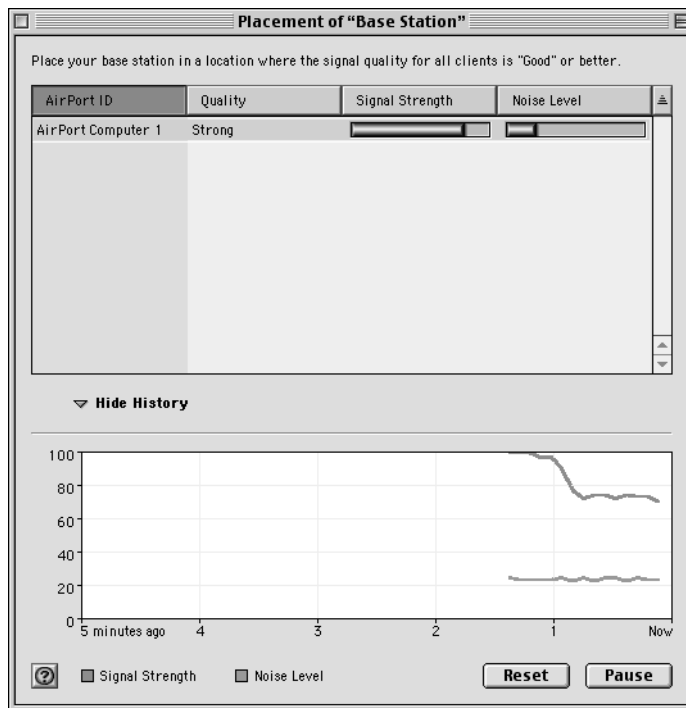 Placement of “Base Station”
Place your base station in a location where the signal quality for all clients is "Good" or better.
AirPort ID Quality Signal Strength Noise Level
AirPort Computer 1 Strong
Hide History
100
80
60
40
20
0
5 minutes ago 4 3 2 1 Now
? Signal Strength Noise Level Reset Pause